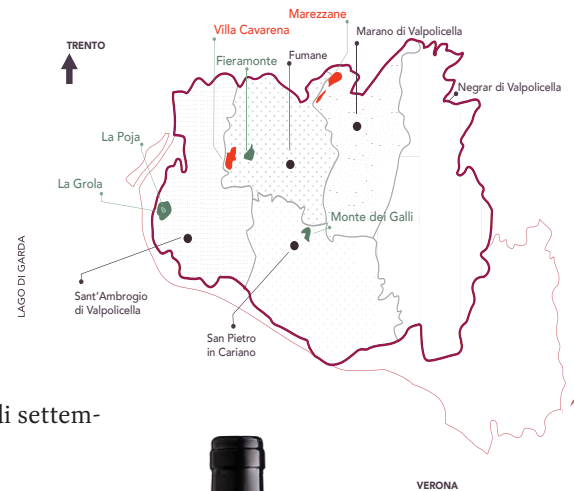 Marezzane
Villa Cavarena
Marano di Valpolicella
TRENTO
Fumane
Fieramonte
Negrar di Valpolicella
La Poja
La Grola
Monte dei Galli
LAGO DI GARDA
Sant’Ambrogio
di Valpolicella
San Pietro
in Cariano
li settem-
VERONA